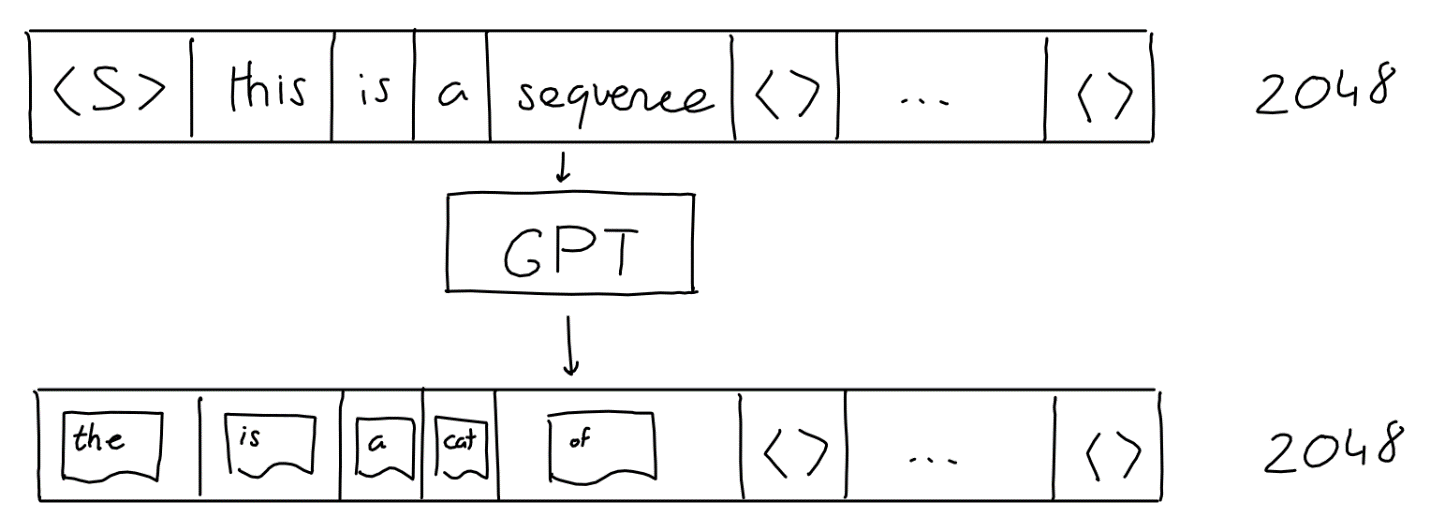 <S> this is a sequence <> ... <> 2048
GPT
the is a cat of <> ... <> 2048